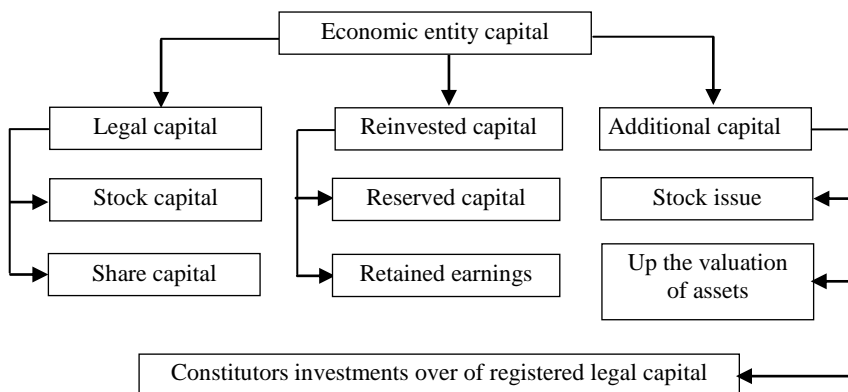 Economic entity capital
Legal capital
Reinvested capital
Additional capital
Stock capital
Reserved capital
Stock issue
Share capital
Retained earnings
Up the valuation
of assets
Constitutors investments over of registered legal capital